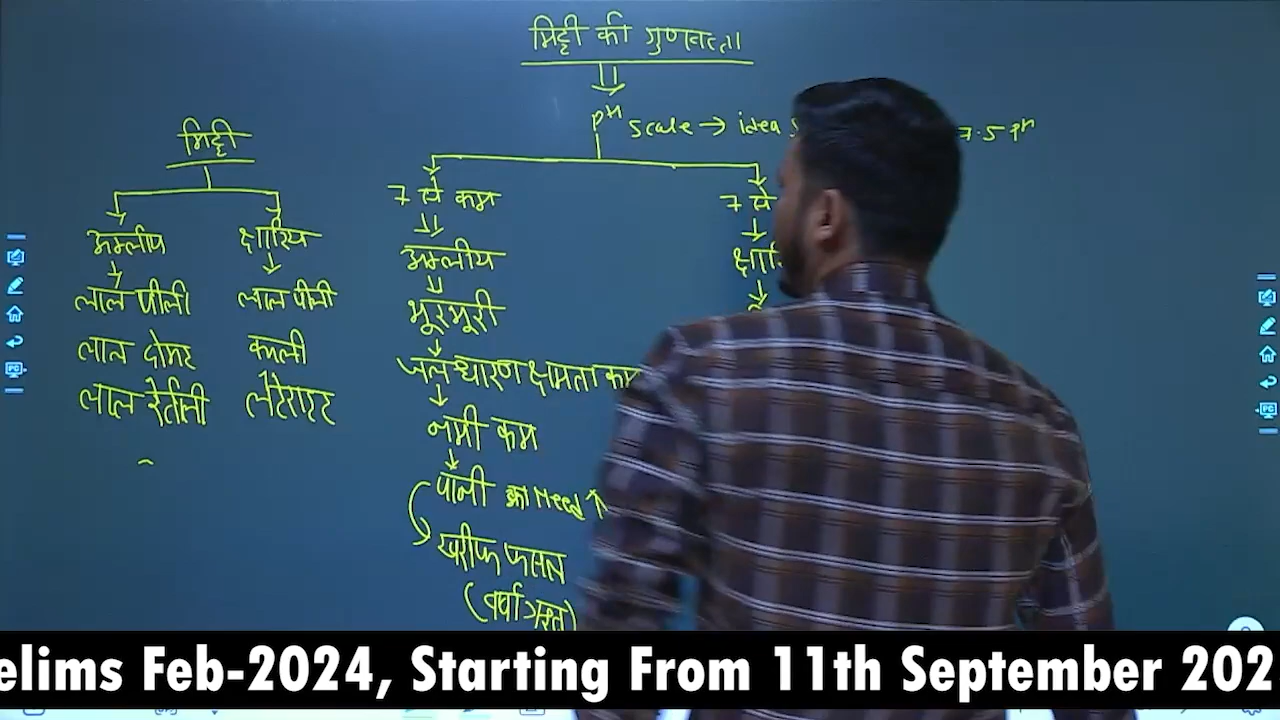 मिट्टी की गुणवत्ता
pH scale → idea
7.5 pH
मिट्टी
अम्लीय
क्षारिय
लाल पीली
लाल पीली
लाल दोमट
काली
लाल रेतीली
लेटेराइट
7 से कम
अम्लीय
भूरभूरी
जल धारण क्षमता कम
नमी कम
पानी का Need ↑
खरीफ फसल
(वर्षा ऋतु)
7 से
elims Feb-2024, Starting From 11th September 202